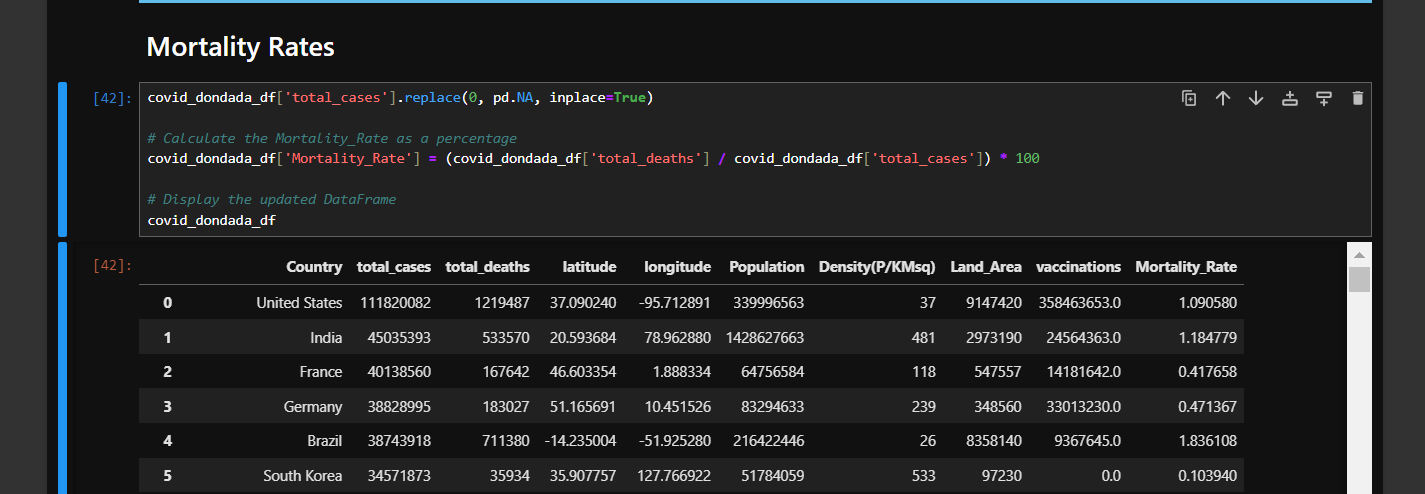 Mortality Rates
[42]: covid_dondada_df['total_cases'].replace(0, pd.NA, inplace=True)
# Calculate the Mortality_Rate as a percentage
covid_dondada_df['Mortality_Rate'] = (covid_dondada_df['total_deaths'] / covid_dondada_df['total_cases']) * 100
# Display the updated DataFrame
covid_dondada_df
[42]: Country total_cases total_deaths latitude longitude Population Density(P/KMsq) Land_Area vaccinations Mortality_Rate
0 United States 111820082 1219487 37.090240 -95.712891 339996563 37 9147420 358463653.0 1.090580
1 India 45035393 533570 20.593684 78.962880 1428627663 481 2973190 24564363.0 1.184779
2 France 40138560 167642 46.603354 1.888334 64756584 118 547557 14181642.0 0.417658
3 Germany 38828995 183027 51.165691 10.451526 83294633 239 348560 33013230.0 0.471367
4 Brazil 38743918 711380 -14.235004 -51.925280 216422446 26 8358140 9367645.0 1.836108
5 South Korea 34571873 35934 35.907757 127.766922 51784059 533 97230 0.0 0.103940